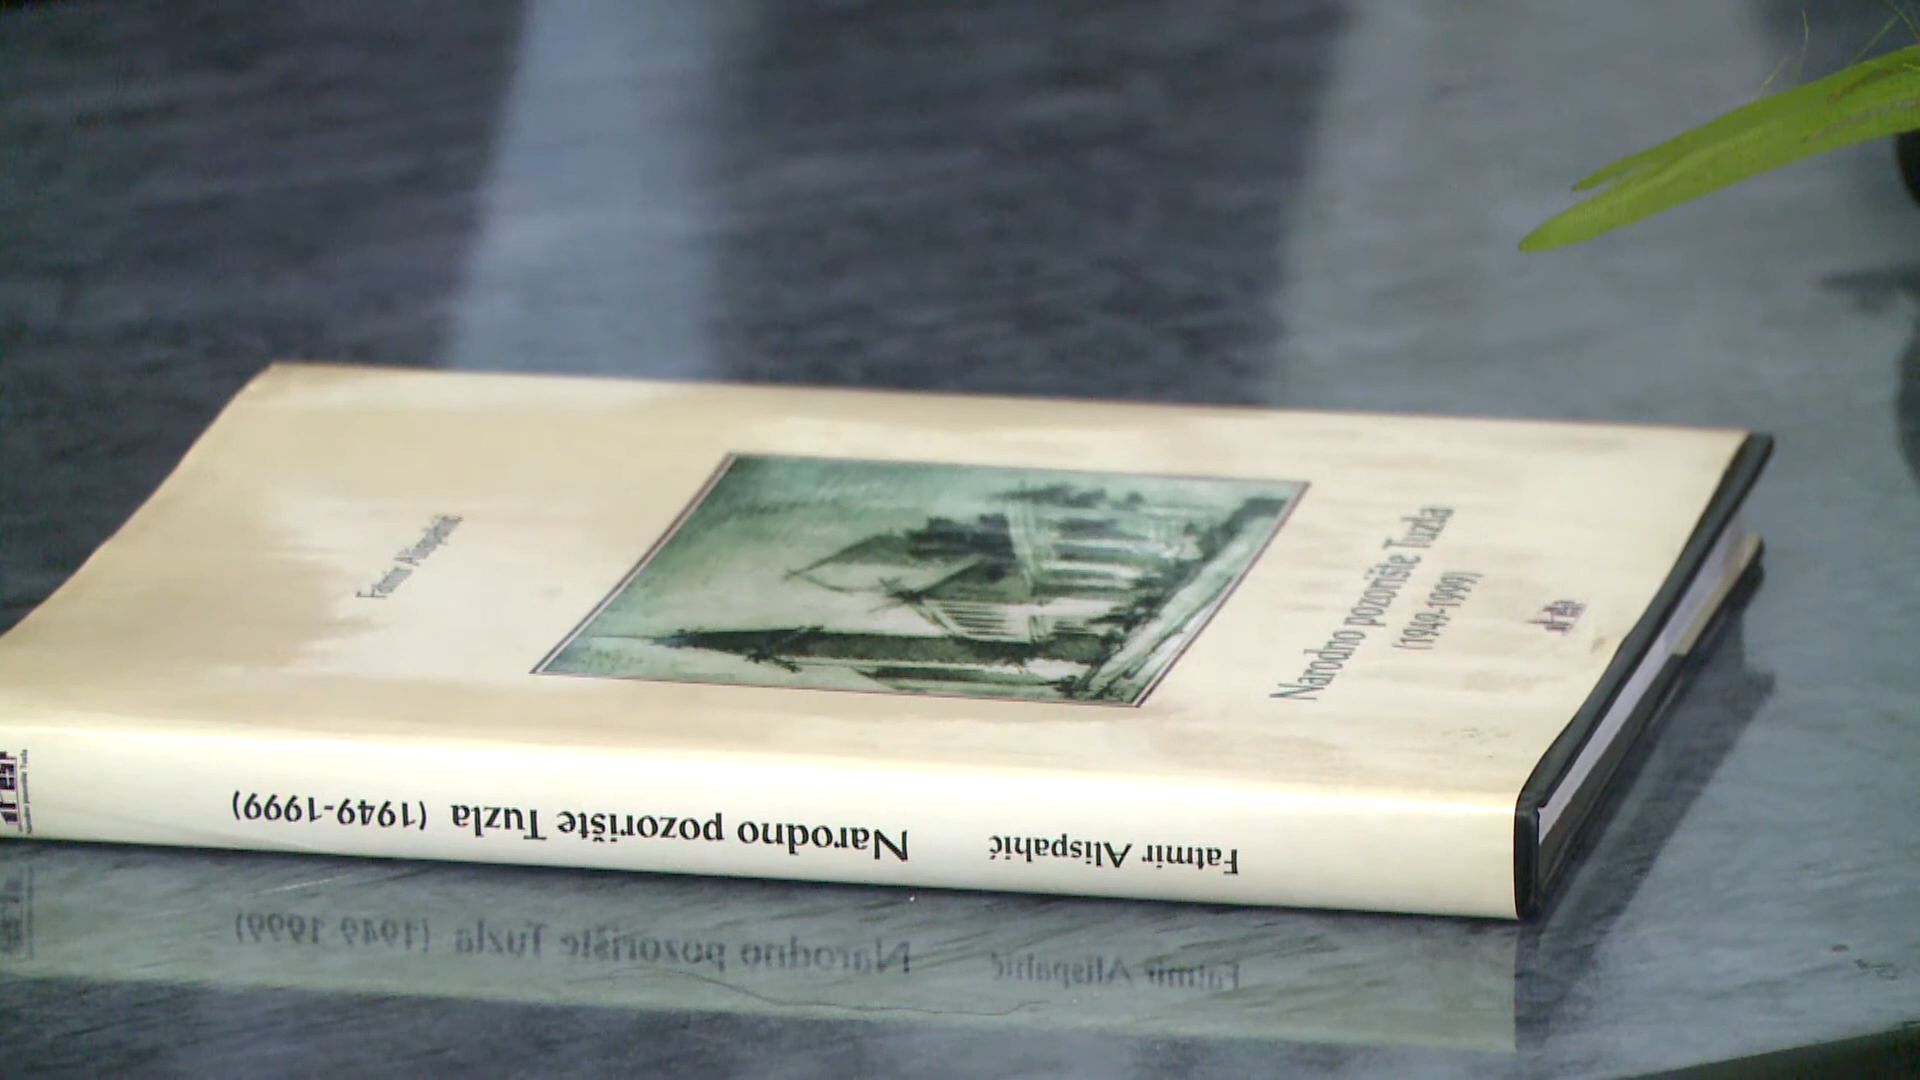 Fatmir Alispahić
Narodno pozorište Tuzla
(1949-1999)
Fatmir Alispahić Narodno pozorište Tuzla (1949-1999)